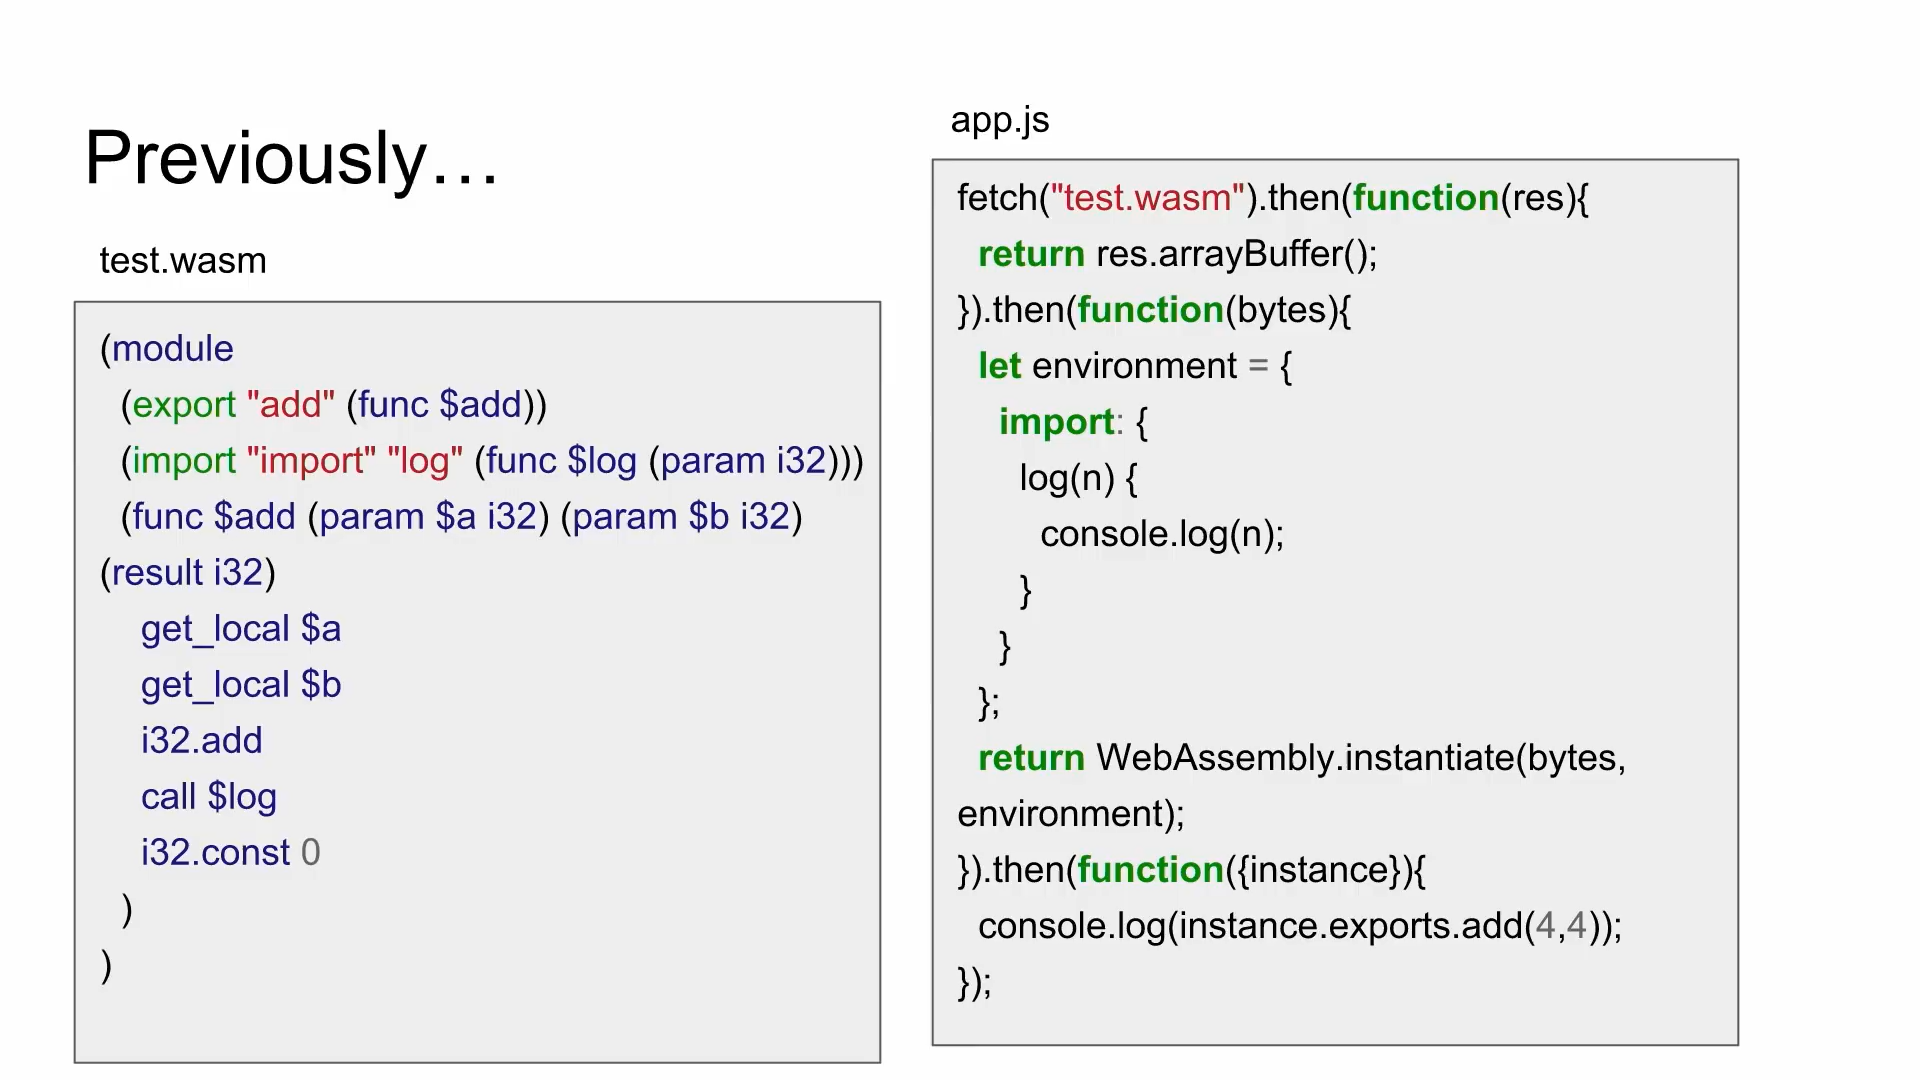 Previously…
test.wasm
(module
(export "add" (func $add))
(import "import" "log" (func $log (param i32)))
(func $add (param $a i32) (param $b i32)
(result i32)
get_local $a
get_local $b
i32.add
call $log
i32.const 0
)
)
app.js
fetch("test.wasm").then(function(res){
return res.arrayBuffer();
}).then(function(bytes){
let environment = {
import: {
log(n) {
console.log(n);
}
}
};
return WebAssembly.instantiate(bytes,
environment);
}).then(function({instance}){
console.log(instance.exports.add(4,4));
});